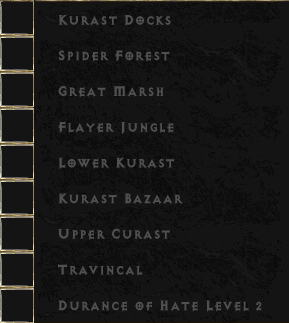 Kurast Docks
Spider Forest
Great Marsh
Flayer Jungle
Lower Kurast
Kurast Bazaar
Upper Curast
Travincal
Durance of Hate Level 2